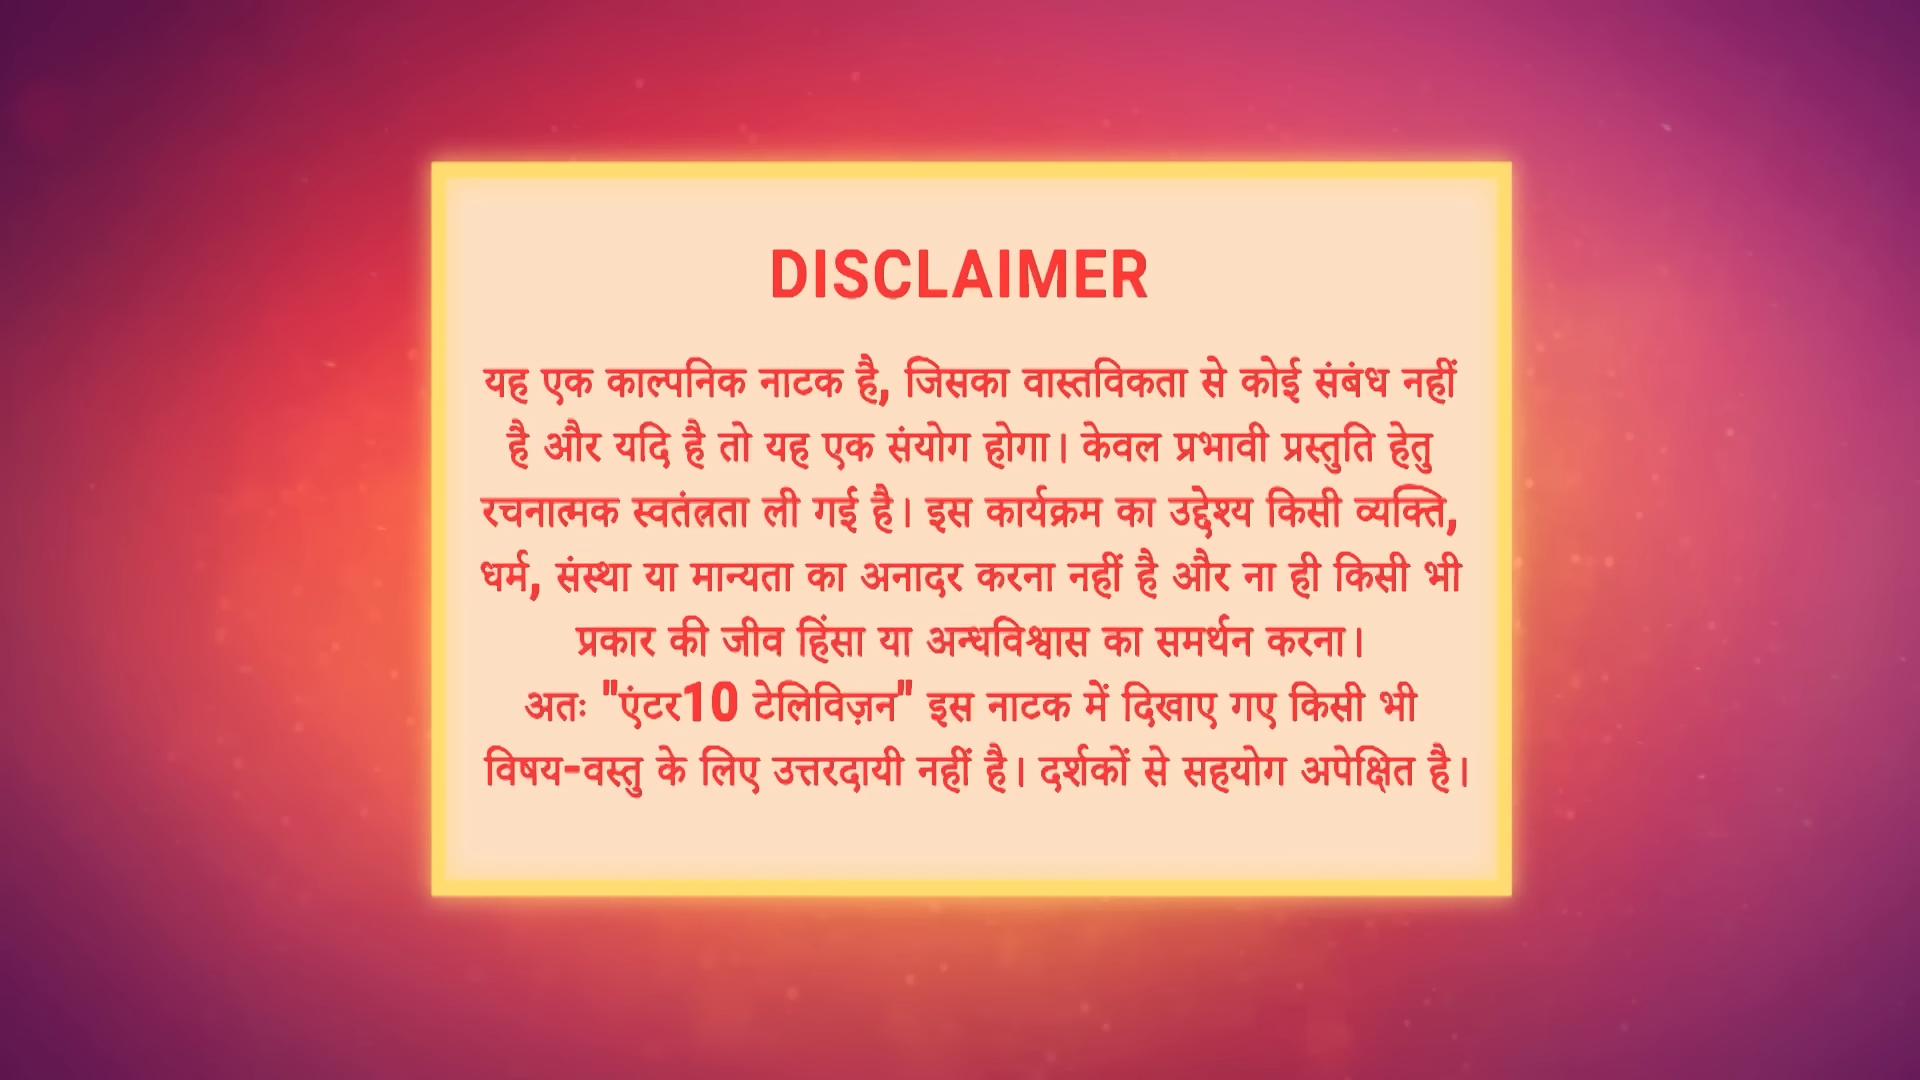 DISCLAIMER
यह एक काल्पनिक नाटक है, जिसका वास्तविकता से कोई संबंध नहीं
है और यदि है तो यह एक संयोग होगा। केवल प्रभावी प्रस्तुति हेतु
रचनात्मक स्वतंत्रता ली गई है। इस कार्यक्रम का उद्देश्य किसी व्यक्ति,
धर्म, संस्था या मान्यता का अनादर करना नहीं है और ना ही किसी भी
प्रकार की जीव हिंसा या अन्धविश्वास का समर्थन करना।
अतः "एंटर10 टेलिविज़न" इस नाटक में दिखाए गए किसी भी
विषय-वस्तु के लिए उत्तरदायी नहीं है। दर्शकों से सहयोग अपेक्षित है।